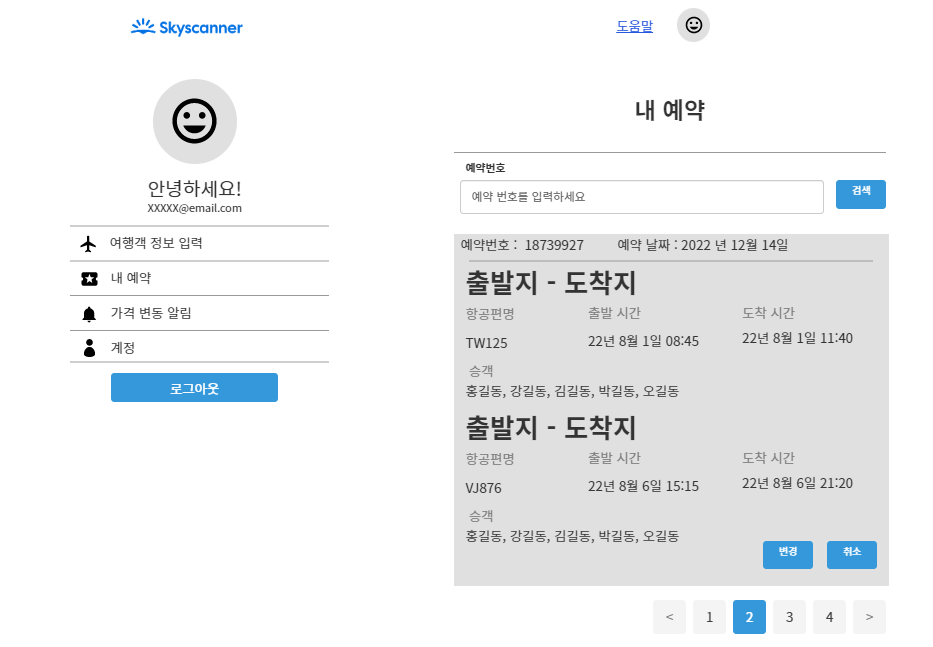 Skyscanner
도움말
안녕하세요!
XXXXX@email.com
여행객 정보 입력
내 예약
가격 변동 알림
계정
로그아웃
내 예약
예약번호
예약 번호를 입력하세요
검색
예약번호 : 18739927 예약 날짜 : 2022 년 12월 14일
출발지 - 도착지
항공편명 출발 시간 도착 시간
TW125 22년 8월 1일 08:45 22년 8월 1일 11:40
승객
홍길동, 강길동, 김길동, 박길동, 오길동
출발지 - 도착지
항공편명 출발 시간 도착 시간
VJ876 22년 8월 6일 15:15 22년 8월 6일 21:20
승객
홍길동, 강길동, 김길동, 박길동, 오길동
변경 취소
< 1 2 3 4 >